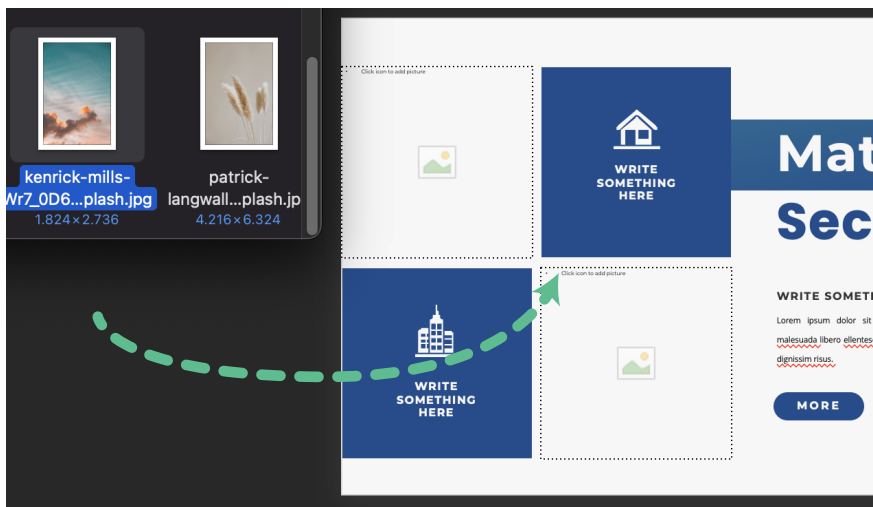 kenrick-mills-
Wr7_0D6...plash.jpg
1.824×2.736
patrick-
langwall...plash.jp
4.216×6.324
Click icon to add picture
WRITE
SOMETHING
HERE
Mat
Sec
WRITE
SOMETHING
HERE
Click icon to add picture
WRITE SOMETH
Lorem ipsum dolor sit
malesuada libero ellentes
dignissim risus.
MORE